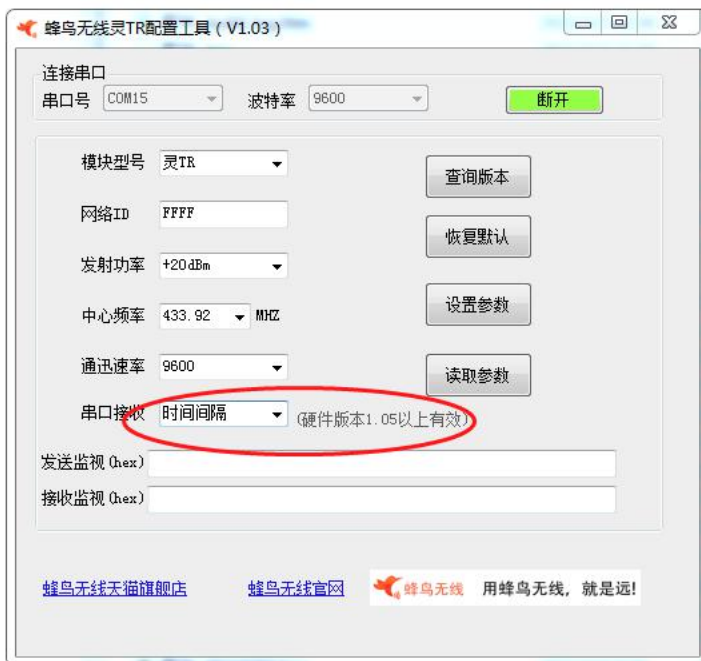 蜂鸟无线灵TR配置工具(V1.03)
连接串口
串口号 COM15 波特率 9600 断开
模块型号 灵TR 查询版本
网络ID FFFF
恢复默认
发射功率 +20dBm
中心频率 433.92 MHZ 设置参数
通迅速率 9600 读取参数
串口接收 时间间隔 (硬件版本1.05以上有效)
发送监视(hex)
接收监视(hex)
蜂鸟无线天猫旗舰店 蜂鸟无线官网 蜂鸟无线 用蜂鸟无线,就是远!